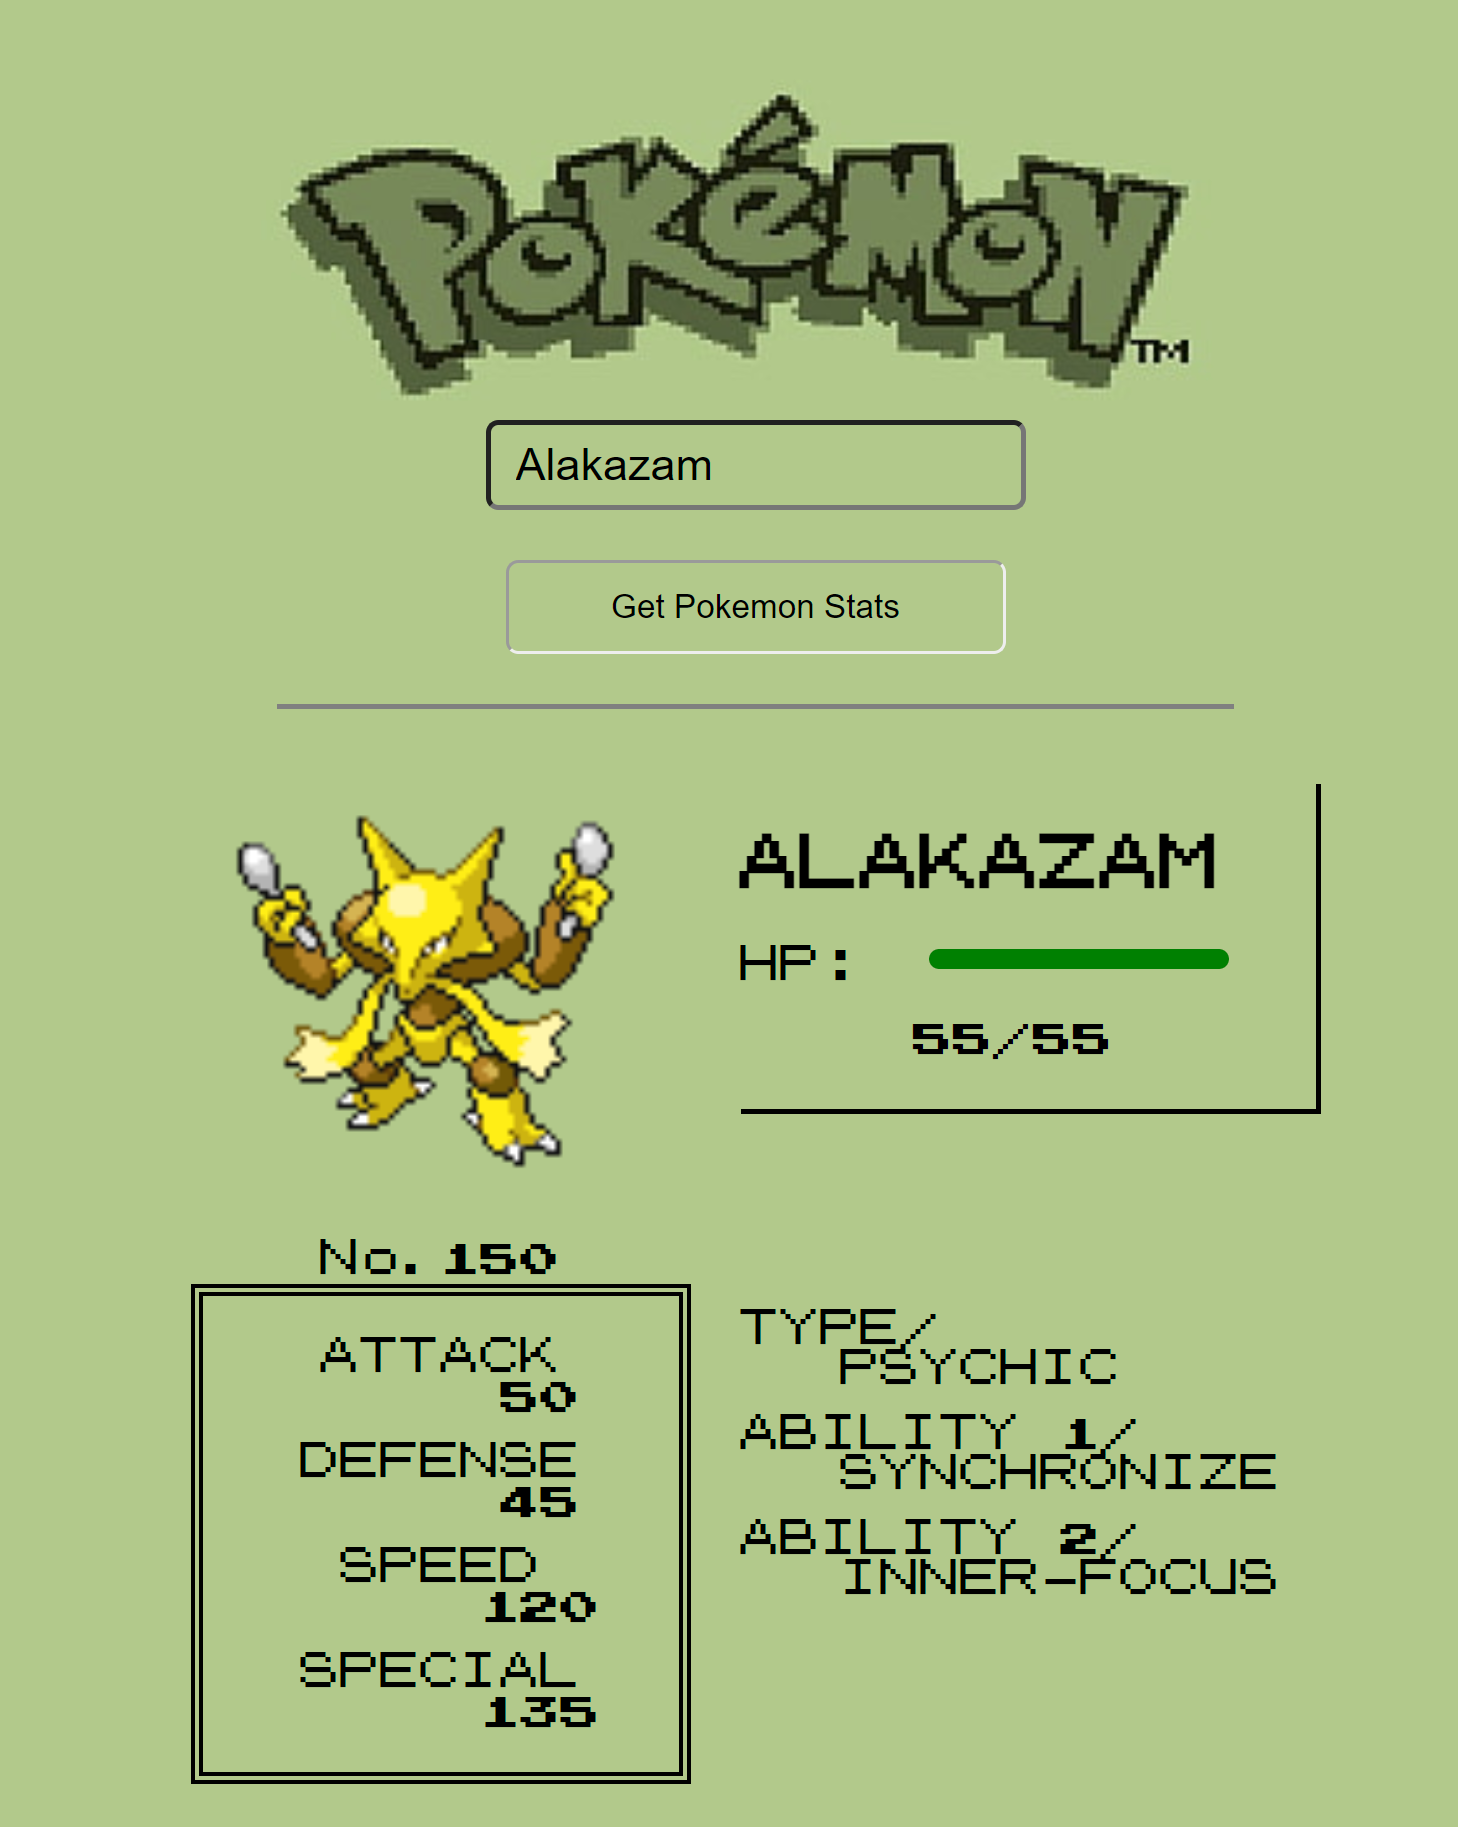 POKéMON
TM
Alakazam
Get Pokemon Stats
ALAKAZAM
HP:
55/55
No. 150
ATTACK
50
DEFENSE
45
SPEED
120
SPECIAL
135
TYPE/
PSYCHIC
ABILITY 1/
SYNCHRONIZE
ABILITY 2/
INNER-FOCUS